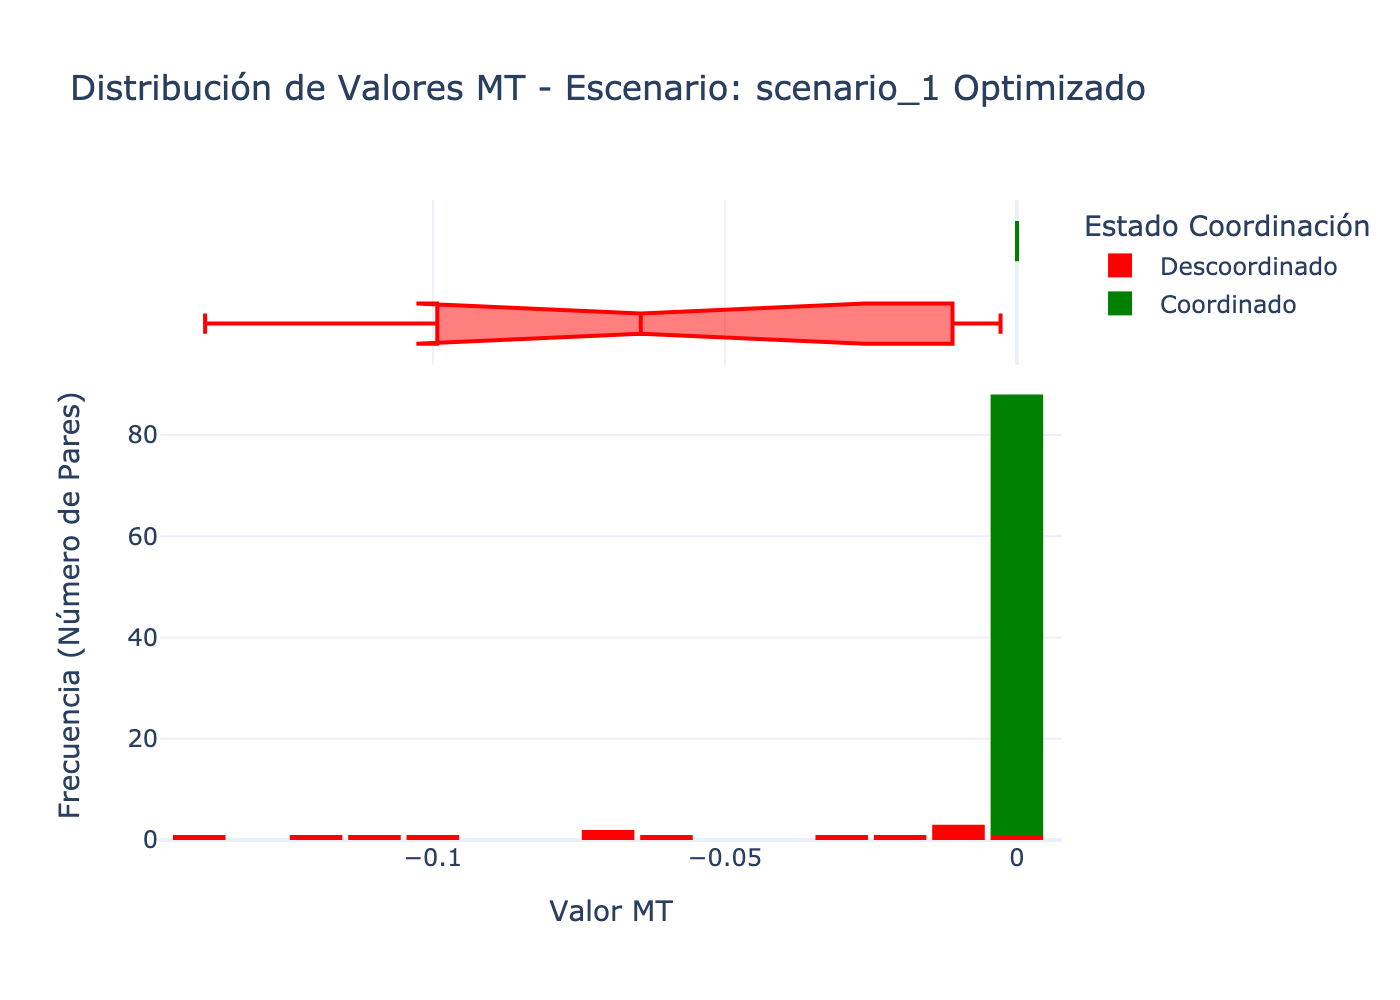 Distribución de Valores MT - Escenario: scenario_1 Optimizado
Estado Coordinación
Descoordinado
Coordinado
Frecuencia (Número de Pares)
80
60
40
20
0
−0.1
−0.05
0
Valor MT